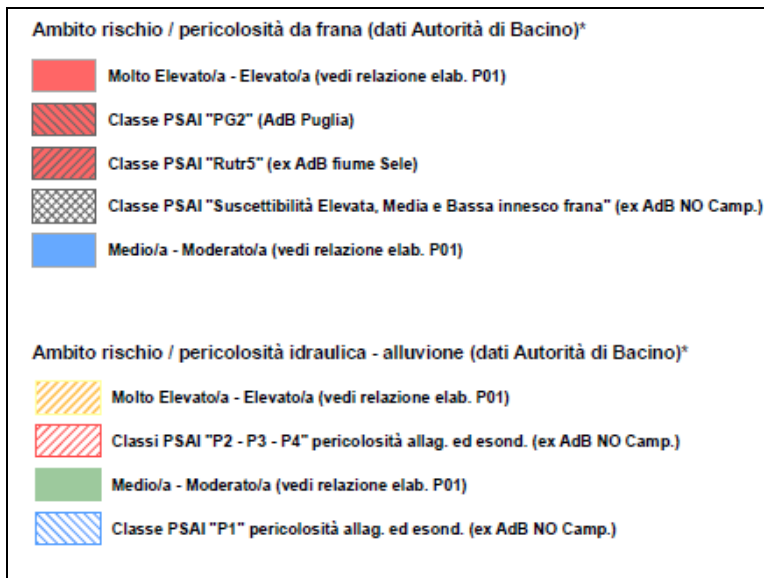 Ambito rischio / pericolosità da frana (dati Autorità di Bacino)*
Molto Elevato/a - Elevato/a (vedi relazione elab. P01)
Classe PSAI "PG2" (AdB Puglia)
Classe PSAI "Rutr5" (ex AdB fiume Sele)
Classe PSAI "Suscettibilità Elevata, Media e Bassa innesco frana" (ex AdB NO Camp.)
Medio/a - Moderato/a (vedi relazione elab. P01)
Ambito rischio / pericolosità idraulica - alluvione (dati Autorità di Bacino)*
Molto Elevato/a - Elevato/a (vedi relazione elab. P01)
Classi PSAI "P2 - P3 - P4" pericolosità allag. ed esond. (ex AdB NO Camp.)
Medio/a - Moderato/a (vedi relazione elab. P01)
Classe PSAI "P1" pericolosità allag. ed esond. (ex AdB NO Camp.)